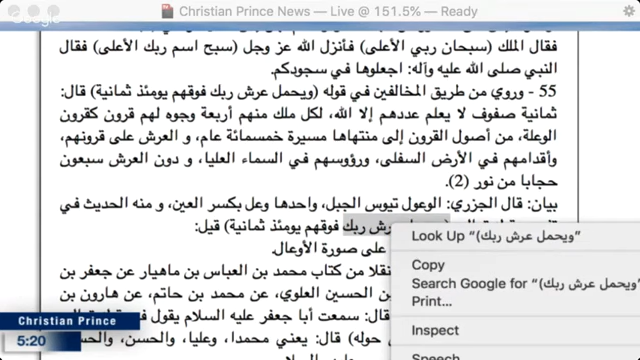 Christian Prince News — Live @ 151.5% — Ready
Google
فقال الملك (سبحان ربي الأعلى) فأنزل الله عز وجل (سبح اسم ربك الأعلى) فقال
النبي صلى الله عليه وآله: اجعلوها في سجودكم.
55 - وروي من طريق المخالفين في قوله (ويحمل عرش ربك فوقهم يومئذ ثمانية) قال:
ثمانية صفوف لا يعلم عددهم إلا الله، لكل ملك منهم أربعة وجوه لهم قرون كقرون
الوعلة، من أصول القرون إلى منتهاها مسيرة خمسمائة عام، و العرش على قرونهم،
وأقدامهم في الأرض السفلى، ورؤوسهم في السماء العليا، و دون العرش سبعون
حجابا من نور (2).
بيان: قال الجزري: الوعول تيوس الجبل، واحدها وعل بكسر العين، و منه الحديث في
عرش ربك فوقهم يومئذ ثمانية) قيل:
على صورة الأوعال.
نقلا من كتاب محمد بن العباس بن ماهيار عن جعفر بن
بن الحسين العلوي، عن محمد بن حاتم، عن هارون بن
قال: سمعت أبا جعفر عليه السلام يقول
حوله) قال: يعني محمدا، وعليا، والحسن، والحسين
Look Up “(ويحمل عرش ربك”
Copy
Search Google for “(ويحمل عرش ربك”
Print...
Inspect
Speech
Christian Prince
5:20